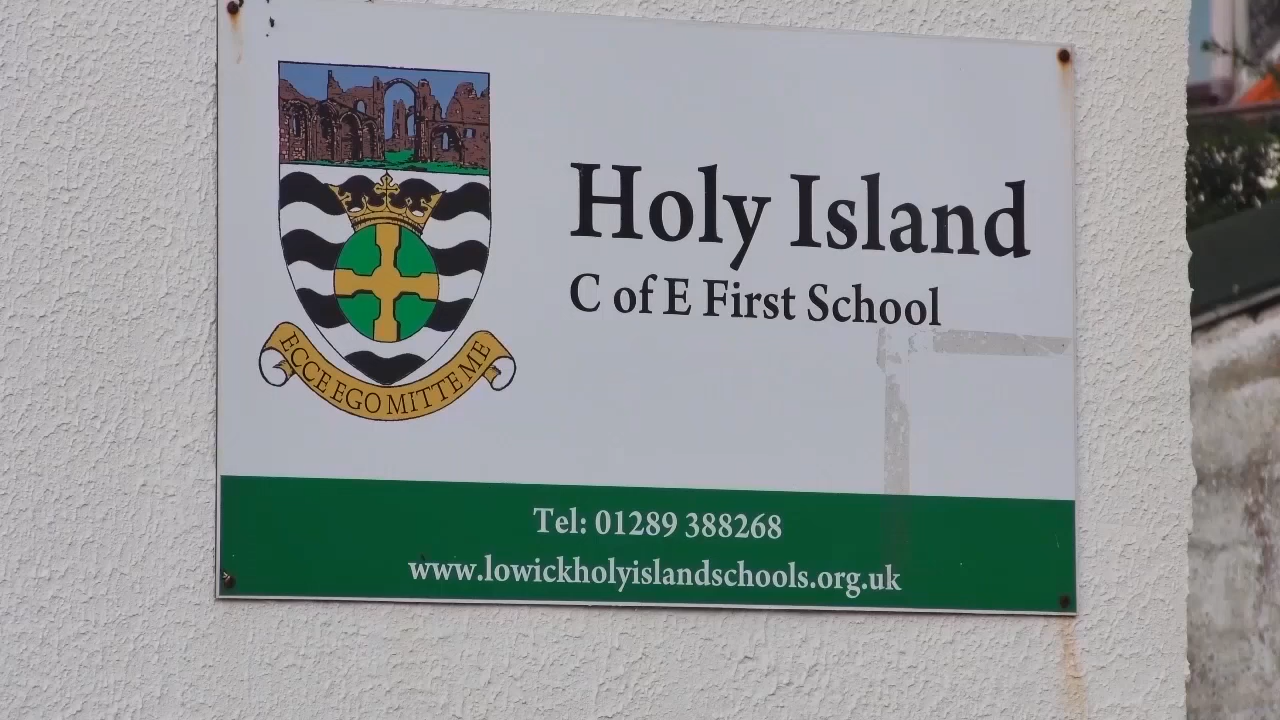 ECCE EGO MITTE ME
Holy Island
C of E First School
Tel: 01289 388268
www.lowickholyislandschools.org.uk